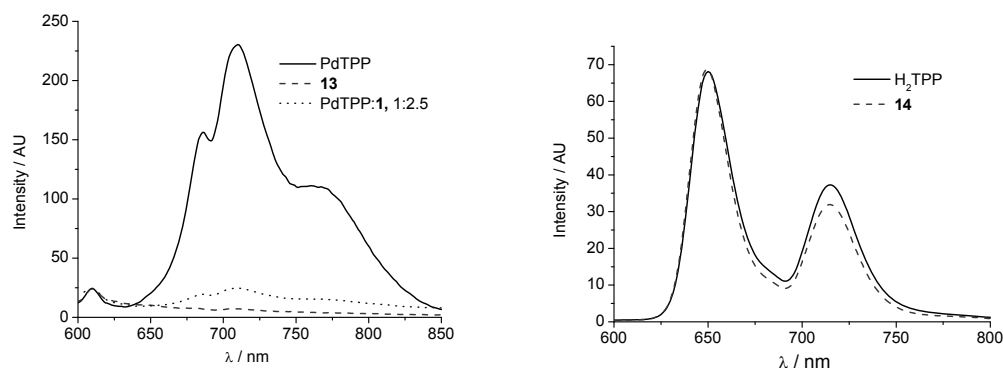 250
200
150
100
50
0
Intensity / AU
600 650 700 750 800 850
λ / nm
PdTPP
13
PdTPP:1, 1:2.5
70
60
50
40
30
20
10
0
Intensity / AU
600 650 700 750 800
λ / nm
H₂TPP
14